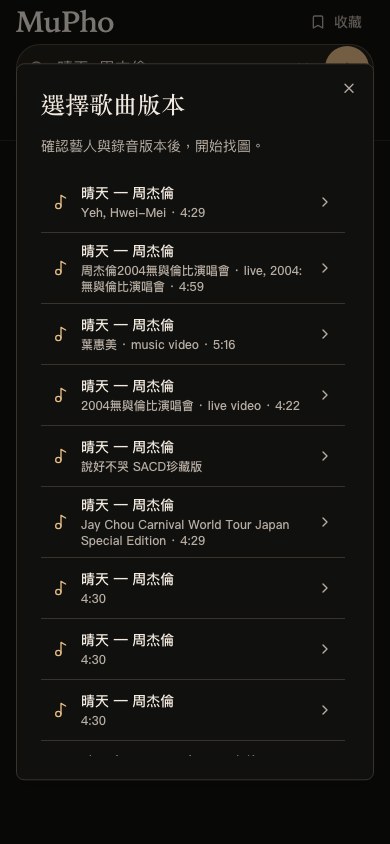 MuPho
收藏
選擇歌曲版本
確認藝人與錄音版本後，開始找圖。
晴天 — 周杰倫
Yeh, Hwei-Mei · 4:29
晴天 — 周杰倫
周杰倫2004無與倫比演唱會 · live, 2004:
無與倫比演唱會 · 4:59
晴天 — 周杰倫
葉惠美 · music video · 5:16
晴天 — 周杰倫
2004無與倫比演唱會 · live video · 4:22
晴天 — 周杰倫
說好不哭 SACD珍藏版
晴天 — 周杰倫
Jay Chou Carnival World Tour Japan
Special Edition · 4:29
晴天 — 周杰倫
4:30
晴天 — 周杰倫
4:30
晴天 — 周杰倫
4:30